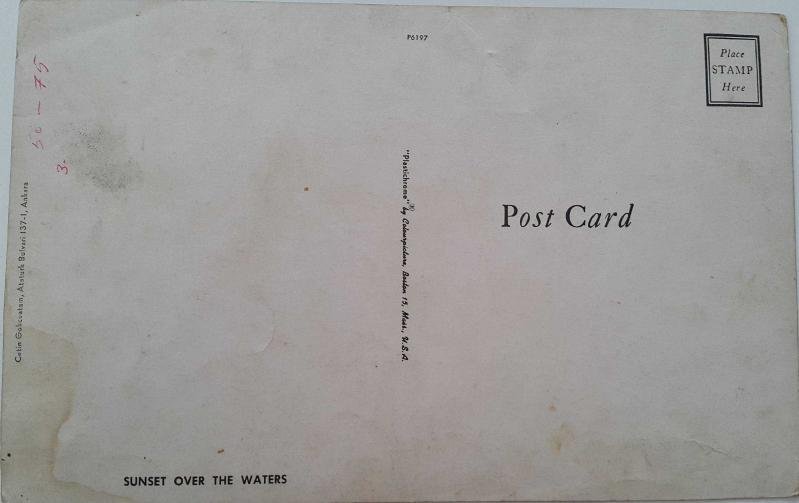 P6197
Place
STAMP
Here
50-75
3.
Cetin Gokcvatam, Ataturk Bulvari 137-1, Ankara
"Plastichrome"® by Colourpicture, Boston 15, Mass., U.S.A.
Post Card
SUNSET OVER THE WATERS